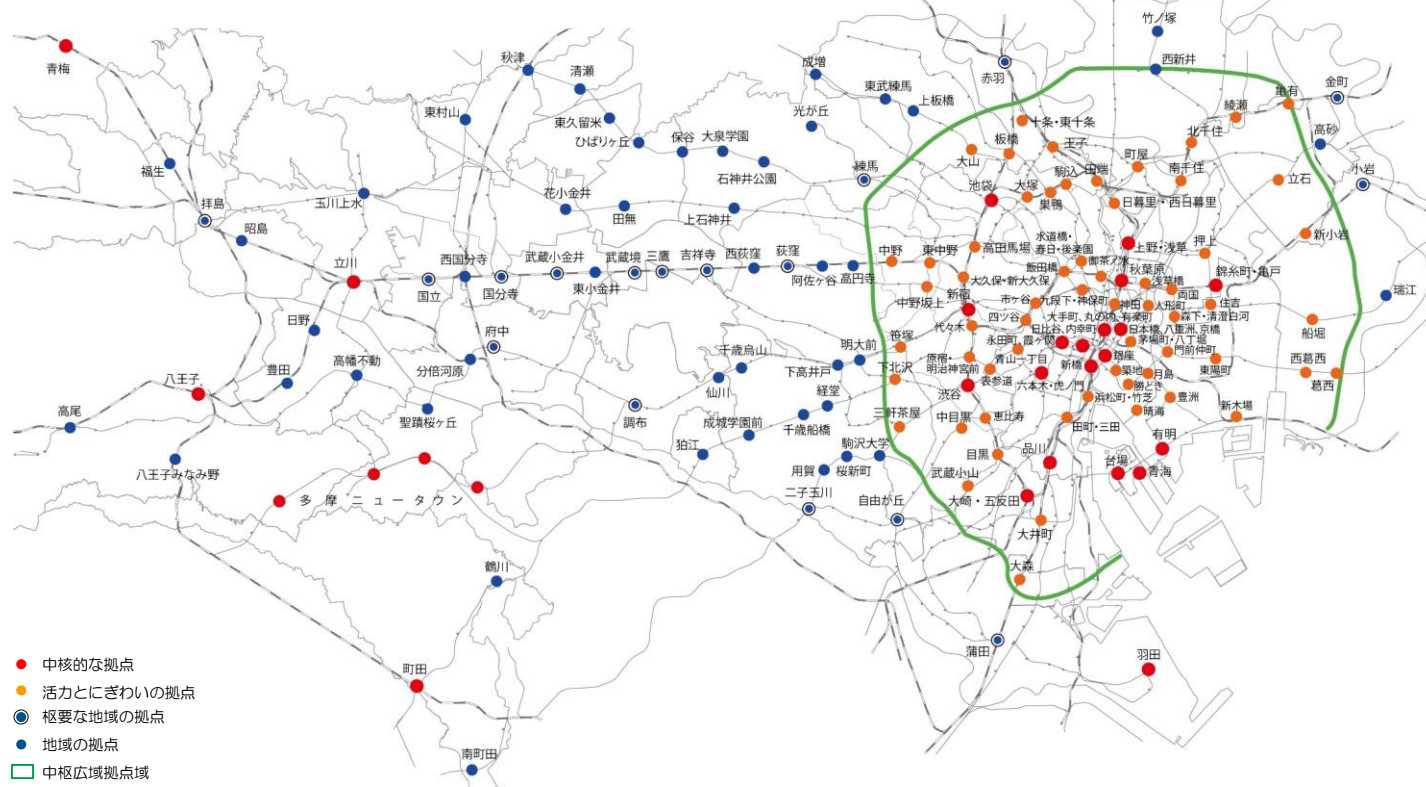 竹ノ塚
西新井
赤羽
金町
亀有
綾瀬
高砂
小岩
北千住
秋津
清瀬
成増
東武練馬
上板橋
光が丘
青梅
東村山
東久留米
ひばりヶ丘
保谷
大泉学園
石神井公園
練馬
十条・東十条
板橋
大山
王子
町屋
南千住
立石
福生
拝島
昭島
玉川上水
花小金井
田無
上石神井
池袋
大塚
巣鴨
駒込
田端
日暮里・西日暮里
新小岩
瑞江
立川
国立
西国分寺
国分寺
武蔵小金井
東小金井
武蔵境
三鷹
吉祥寺
西荻窪
荻窪
阿佐ヶ谷
高円寺
中野
東中野
高田馬場
水道橋・
春日・後楽園
上野・浅草
押上
中野坂上
新宿
大久保・新大久保
飯田橋
御茶ノ水
秋葉原
浅草橋
錦糸町・亀戸
両国
住吉
市ヶ谷
九段下・神保町
神田
人形町
森下・清澄白河
船堀
四ツ谷
大手町、丸の内、有楽町
代々木
日比谷、内幸町
日本橋、八重洲、京橋
永田町、霞ヶ関
茅場町・八丁堀
門前仲町
東陽町
西葛西
葛西
日野
府中
笹塚
千歳烏山
明大前
下高井戸
下北沢
原宿・
明治神宮前
青山一丁目
表参道
新橋
銀座
築地
月島
六本木・虎ノ門
勝どき
豊洲
浜松町・竹芝
晴海
新木場
八王子
豊田
高幡不動
分倍河原
聖蹟桜ヶ丘
調布
仙川
経堂
千歳船橋
成城学園前
狛江
三軒茶屋
渋谷
中目黒
恵比寿
田町・三田
有明
高尾
八王子みなみ野
多摩ニュータウン
用賀
桜新町
駒沢大学
二子玉川
自由が丘
目黒
武蔵小山
品川
大崎・五反田
台場
青海
大井町
大森
鶴川
蒲田
羽田
町田
南町田
中核的な拠点
活力とにぎわいの拠点
枢要な地域の拠点
地域の拠点
中枢広域拠点域